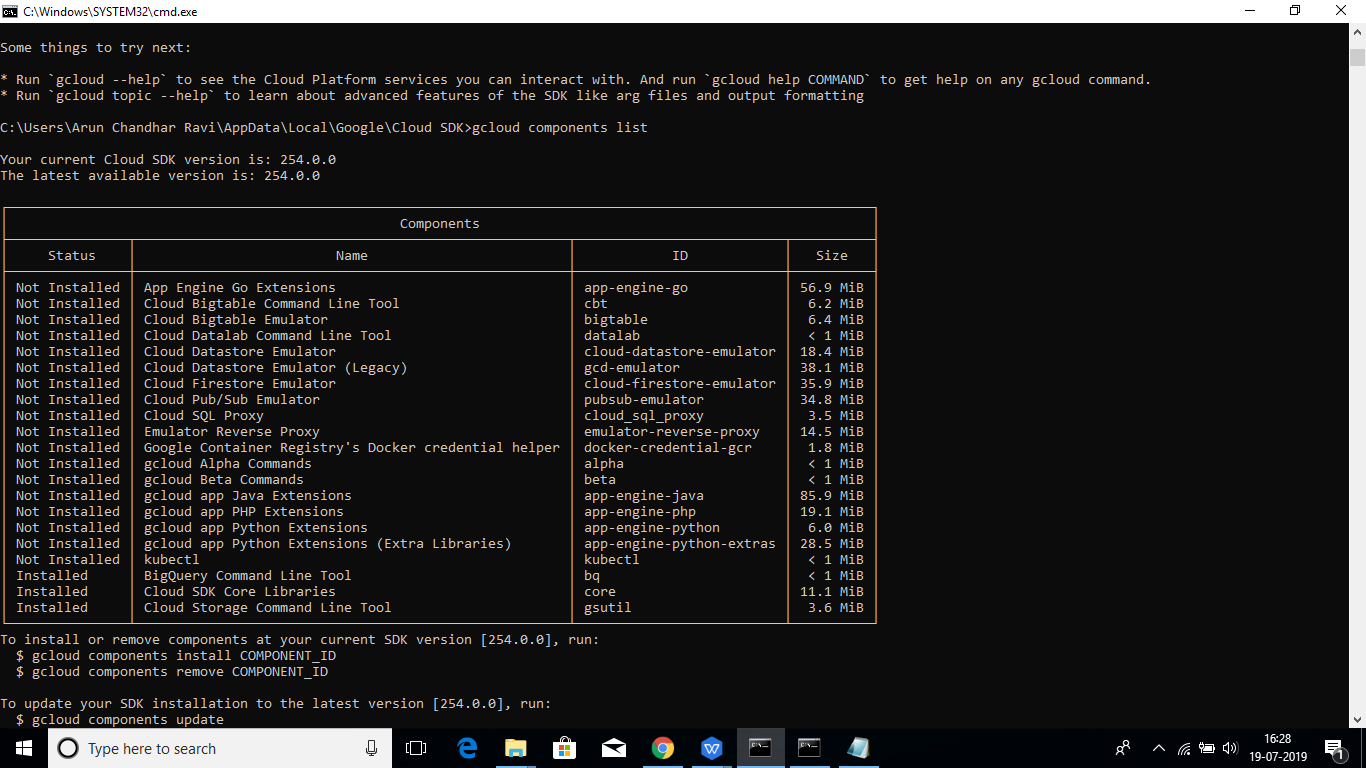 C:\Windows\SYSTEM32\cmd.exe
Some things to try next:
* Run `gcloud --help` to see the Cloud Platform services you can interact with. And run `gcloud help COMMAND` to get help on any gcloud command.
* Run `gcloud topic --help` to learn about advanced features of the SDK like arg files and output formatting
C:\Users\Arun Chandhar Ravi\AppData\Local\Google\Cloud SDK>gcloud components list
Your current Cloud SDK version is: 254.0.0
The latest available version is: 254.0.0
Components
Status Name ID Size
Not Installed App Engine Go Extensions app-engine-go 56.9 MiB
Not Installed Cloud Bigtable Command Line Tool cbt 6.2 MiB
Not Installed Cloud Bigtable Emulator bigtable 6.4 MiB
Not Installed Cloud Datalab Command Line Tool datalab < 1 MiB
Not Installed Cloud Datastore Emulator cloud-datastore-emulator 18.4 MiB
Not Installed Cloud Datastore Emulator (Legacy) gcd-emulator 38.1 MiB
Not Installed Cloud Firestore Emulator cloud-firestore-emulator 35.9 MiB
Not Installed Cloud Pub/Sub Emulator pubsub-emulator 34.8 MiB
Not Installed Cloud SQL Proxy cloud_sql_proxy 3.5 MiB
Not Installed Emulator Reverse Proxy emulator-reverse-proxy 14.5 MiB
Not Installed Google Container Registry's Docker credential helper docker-credential-gcr 1.8 MiB
Not Installed gcloud Alpha Commands alpha < 1 MiB
Not Installed gcloud Beta Commands beta < 1 MiB
Not Installed gcloud app Java Extensions app-engine-java 85.9 MiB
Not Installed gcloud app PHP Extensions app-engine-php 19.1 MiB
Not Installed gcloud app Python Extensions app-engine-python 6.0 MiB
Not Installed gcloud app Python Extensions (Extra Libraries) app-engine-python-extras 28.5 MiB
Not Installed kubectl kubectl < 1 MiB
Installed BigQuery Command Line Tool bq < 1 MiB
Installed Cloud SDK Core Libraries core 11.1 MiB
Installed Cloud Storage Command Line Tool gsutil 3.6 MiB
To install or remove components at your current SDK version [254.0.0], run:
$ gcloud components install COMPONENT_ID
$ gcloud components remove COMPONENT_ID
To update your SDK installation to the latest version [254.0.0], run:
$ gcloud components update
Type here to search
16:28
19-07-2019
1